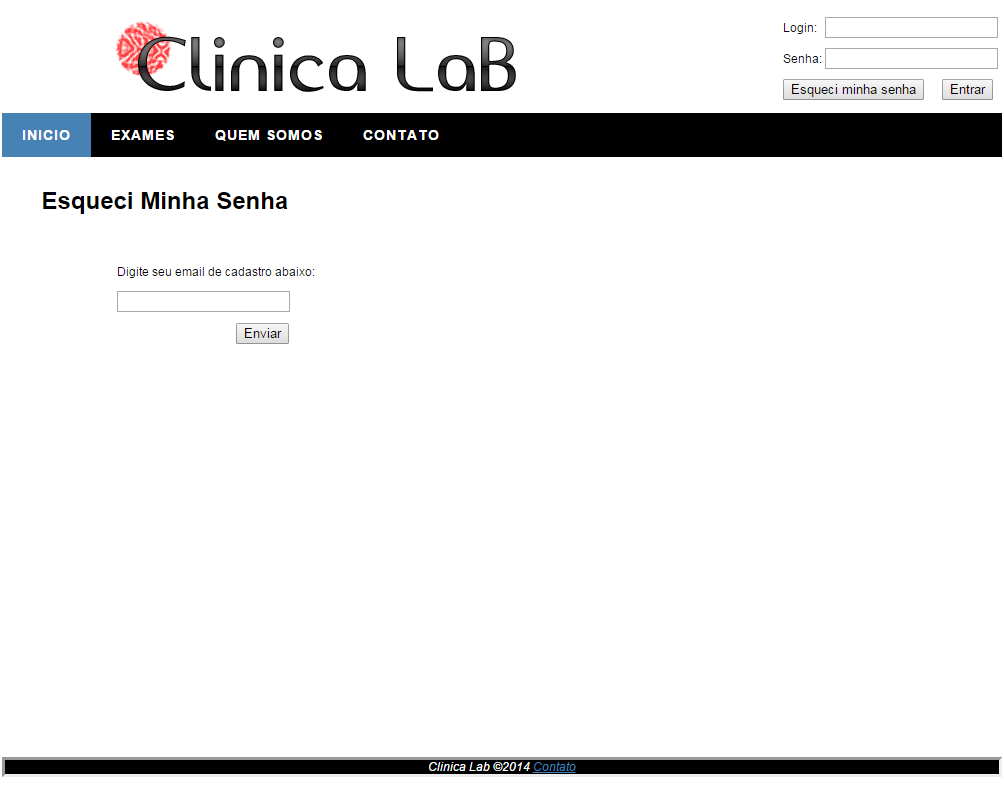 Clinica LaB
Login:
Senha:
Esqueci minha senha Entrar
INICIO EXAMES QUEM SOMOS CONTATO
Esqueci Minha Senha
Digite seu email de cadastro abaixo:
Enviar
Clinica Lab ©2014 Contato